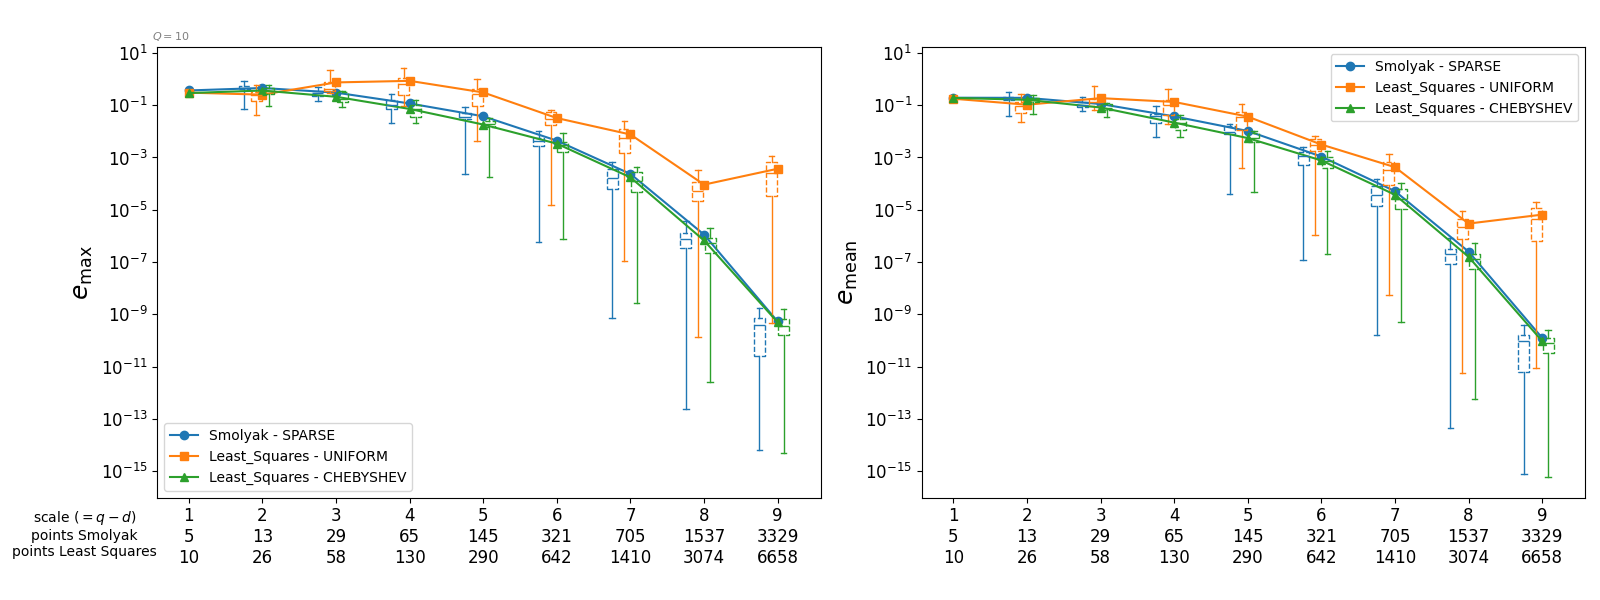 Q = 10
10^1
10^-1
10^-3
10^-5
10^-7
10^-9
10^-11
10^-13
10^-15
e_max
Smolyak - SPARSE
Least_Squares - UNIFORM
Least_Squares - CHEBYSHEV
scale (= q − d) 1 2 3 4 5 6 7 8 9
points Smolyak 5 13 29 65 145 321 705 1537 3329
points Least Squares 10 26 58 130 290 642 1410 3074 6658
10^1
10^-1
10^-3
10^-5
10^-7
10^-9
10^-11
10^-13
10^-15
e_mean
Smolyak - SPARSE
Least_Squares - UNIFORM
Least_Squares - CHEBYSHEV
1 2 3 4 5 6 7 8 9
5 13 29 65 145 321 705 1537 3329
10 26 58 130 290 642 1410 3074 6658